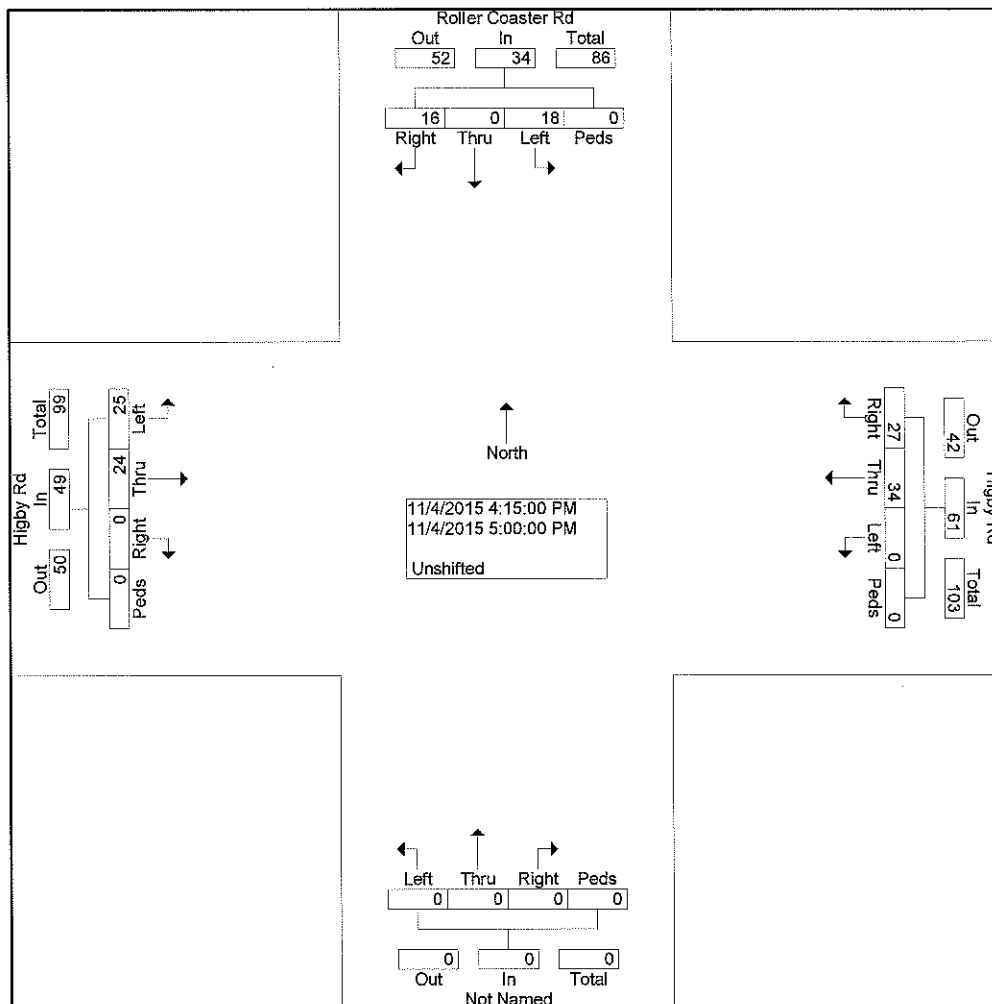 Roller Coaster Rd
Out In Total
52 34 86
16 0 18 0
Right Thru Left Peds
Higby Rd
Total In Out
99 49 50
25 24 0 0
Left Thru Right Peds
North
11/4/2015 4:15:00 PM
11/4/2015 5:00:00 PM
Unshifted
Right Thru Left Peds
27 34 0 0
Out In Total
42 61 103
Higby Rd
Left Thru Right Peds
0 0 0 0
0 0 0
Out In Total
Not Named